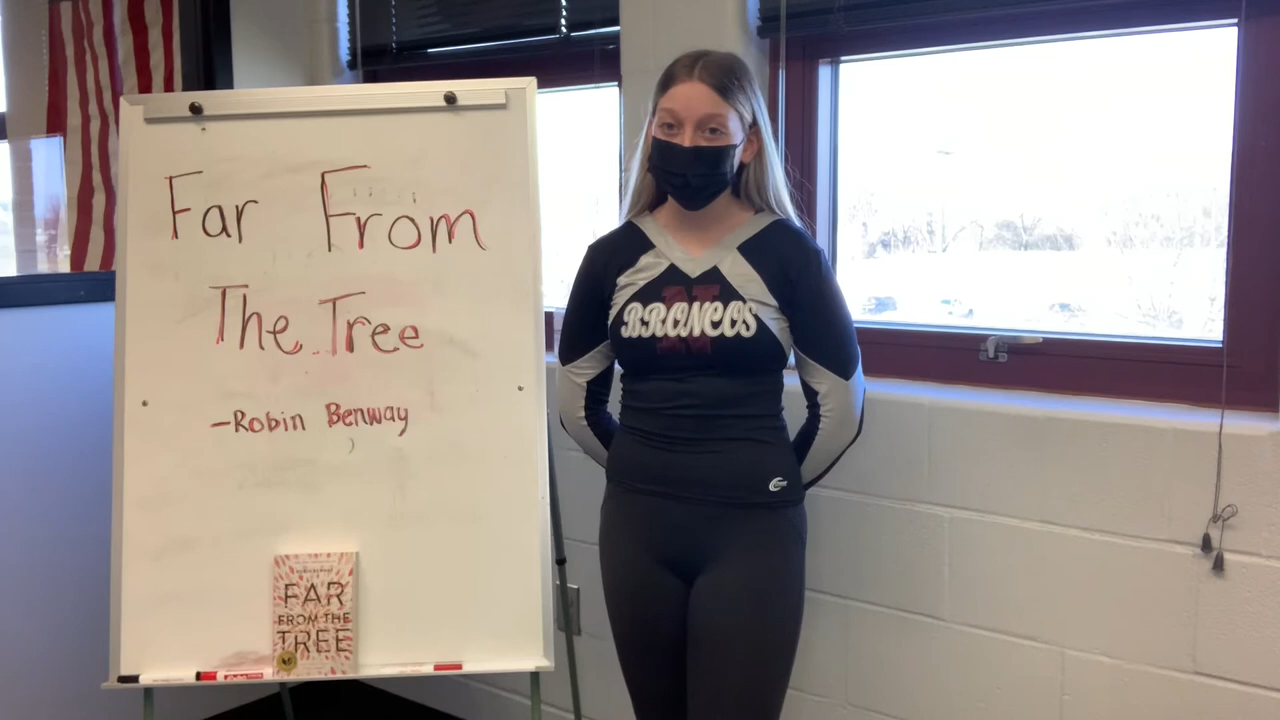 Far From
The Tree
-Robin Benway
N
BRONCOS
FAR
FROM THE
TREE